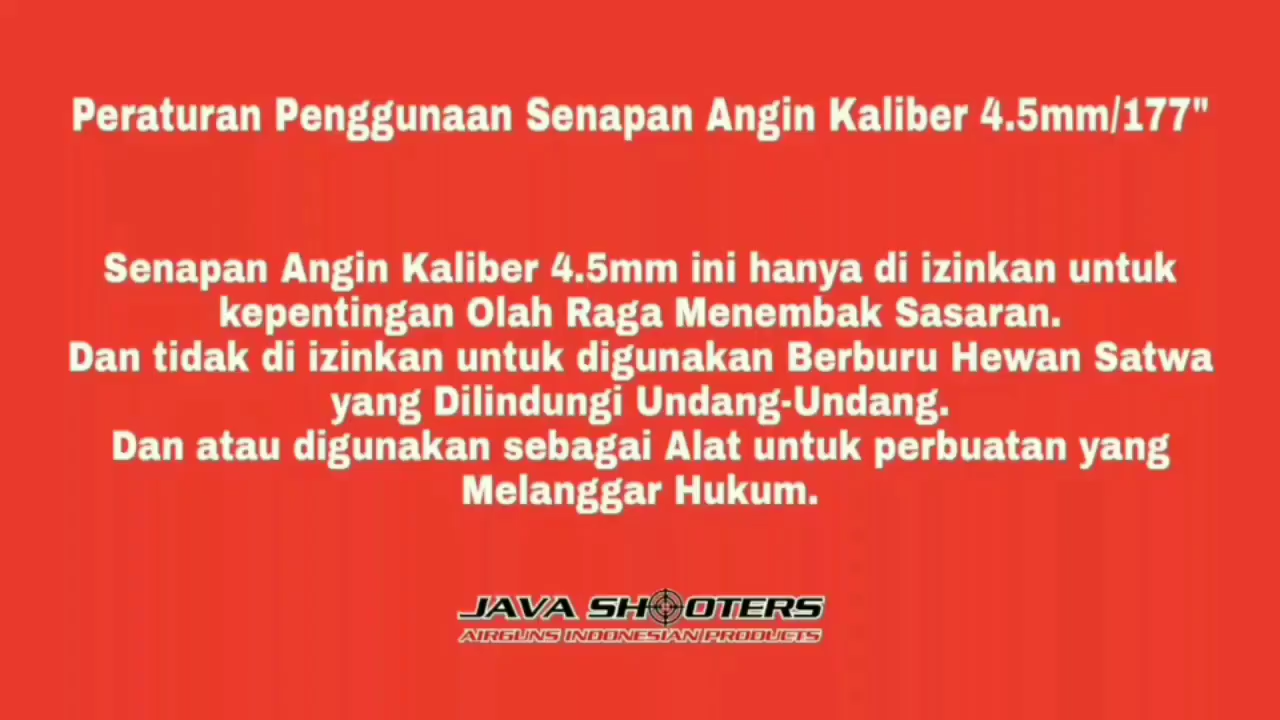 Peraturan Penggunaan Senapan Angin Kaliber 4.5mm/177"
Senapan Angin Kaliber 4.5mm ini hanya di izinkan untuk
kepentingan Olah Raga Menembak Sasaran.
Dan tidak di izinkan untuk digunakan Berburu Hewan Satwa
yang Dilindungi Undang-Undang.
Dan atau digunakan sebagai Alat untuk perbuatan yang
Melanggar Hukum.
JAVA SHOOTERS
AIRGUNS INDONESIAN PRODUCTS